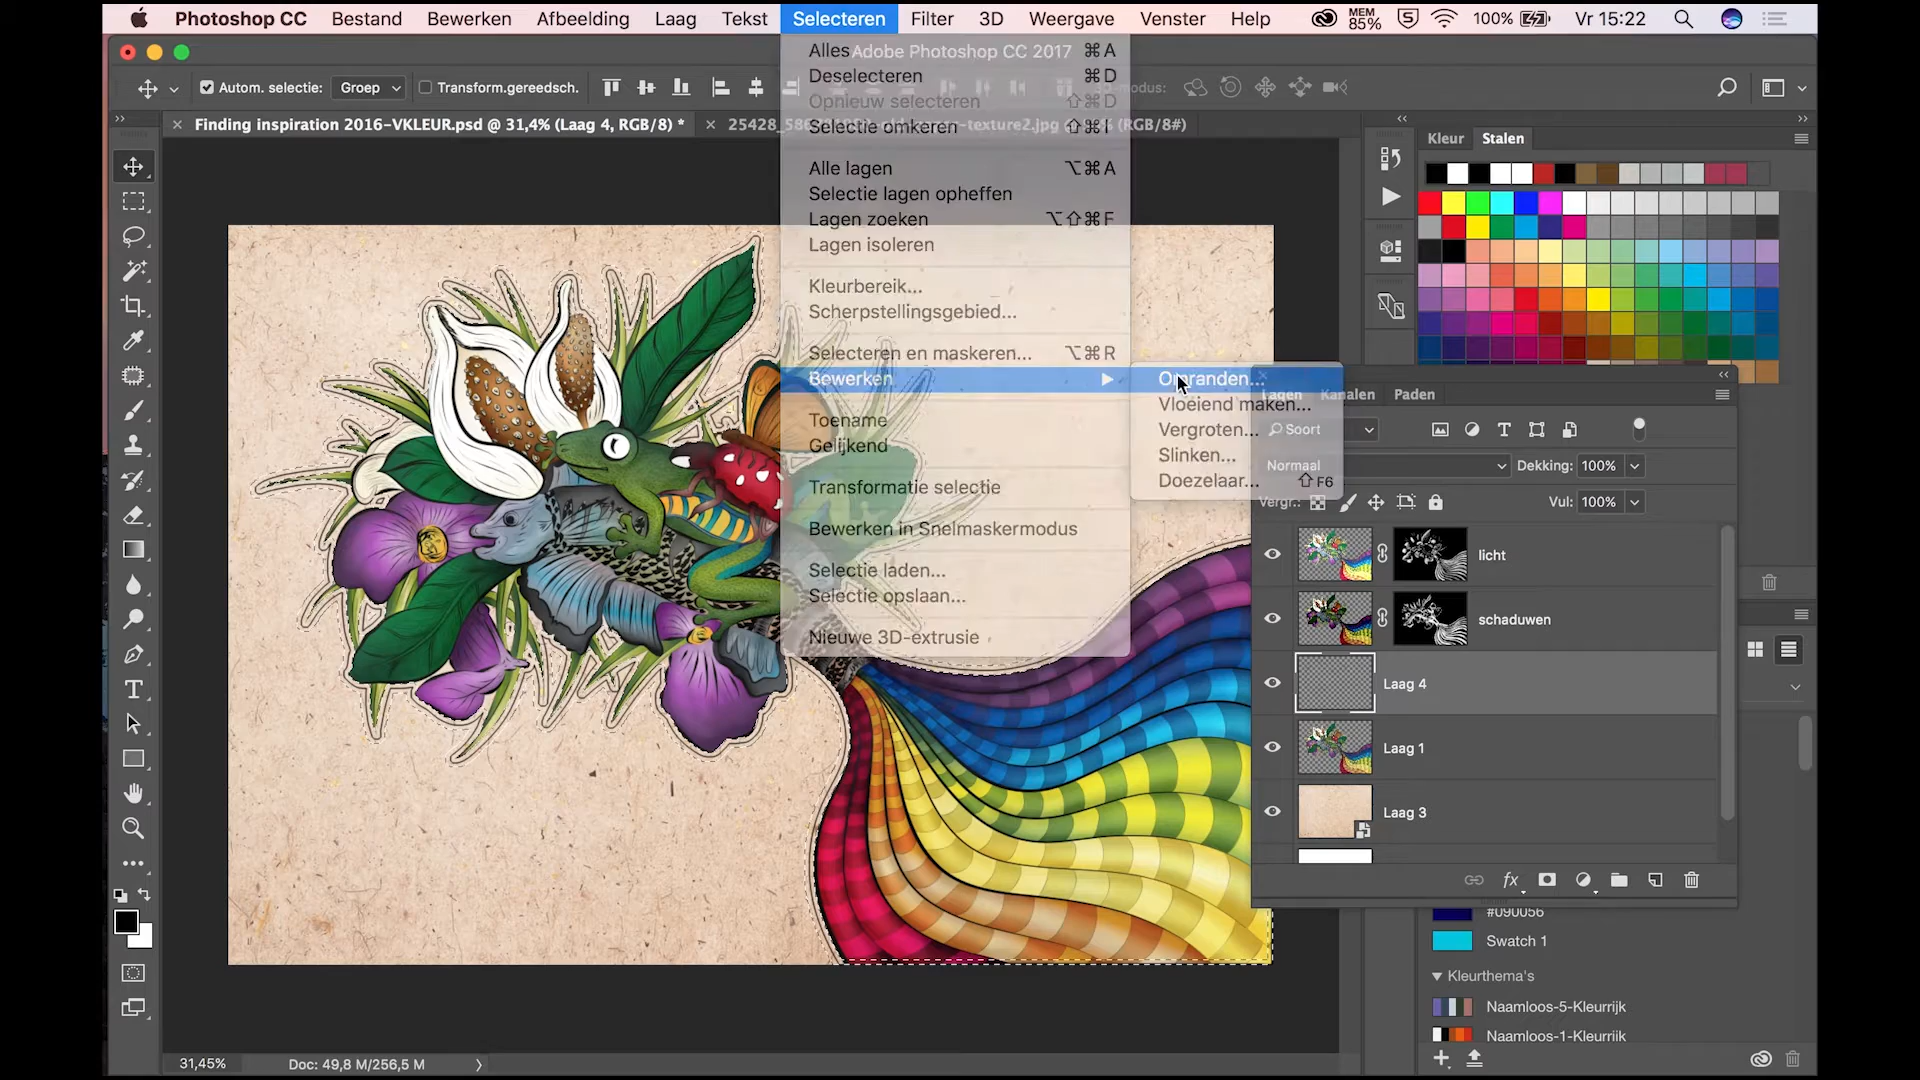 Photoshop CC Bestand Bewerken Afbeelding Laag Tekst Selecteren Filter 3D Weergave Venster Help MEM 85% 5 100% Vr 15:22
Adobe Photoshop CC 2017
Autom. selectie: Groep Transform.gereedsch. modus:
Finding inspiration 2016-VKLEUR.psd @ 31,4% (Laag 4, RGB/8) *
texture2.jpg (RGB/8#)
Alles ⌘A
Deselecteren ⌘D
Opnieuw selecteren ⇧⌘D
Selectie omkeren ⇧⌘I
Alle lagen ⌥⌘A
Selectie lagen opheffen
Lagen zoeken ⌥⇧⌘F
Lagen isoleren
Kleurbereik...
Scherpstellingsgebied...
Selecteren en maskeren... ⌥⌘R
Bewerken
Toename
Gelijkend
Transformatie selectie
Bewerken in Snelmaskermodus
Selectie laden...
Selectie opslaan...
Nieuwe 3D-extrusie
Omranden...
Vloeiend maken...
Vergroten...
Slinken...
Doezelaar... ⇧F6
Kleur Stalen
Lagen Kanalen Paden
Soort
Normaal Dekking: 100%
Vergr.: Vul: 100%
licht
schaduwen
Laag 4
Laag 1
Laag 3
fx
#090056
Swatch 1
Kleurthema's
Naamloos-5-Kleurrijk
Naamloos-1-Kleurrijk
31,45% Doc: 49,8 M/256,5 M